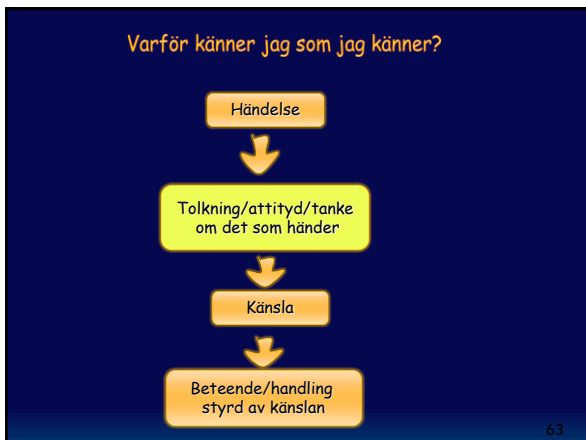 Varför känner jag som jag känner?
Händelse
Tolkning/attityd/tanke
om det som händer
Känsla
Beteende/handling
styrd av känslan
63